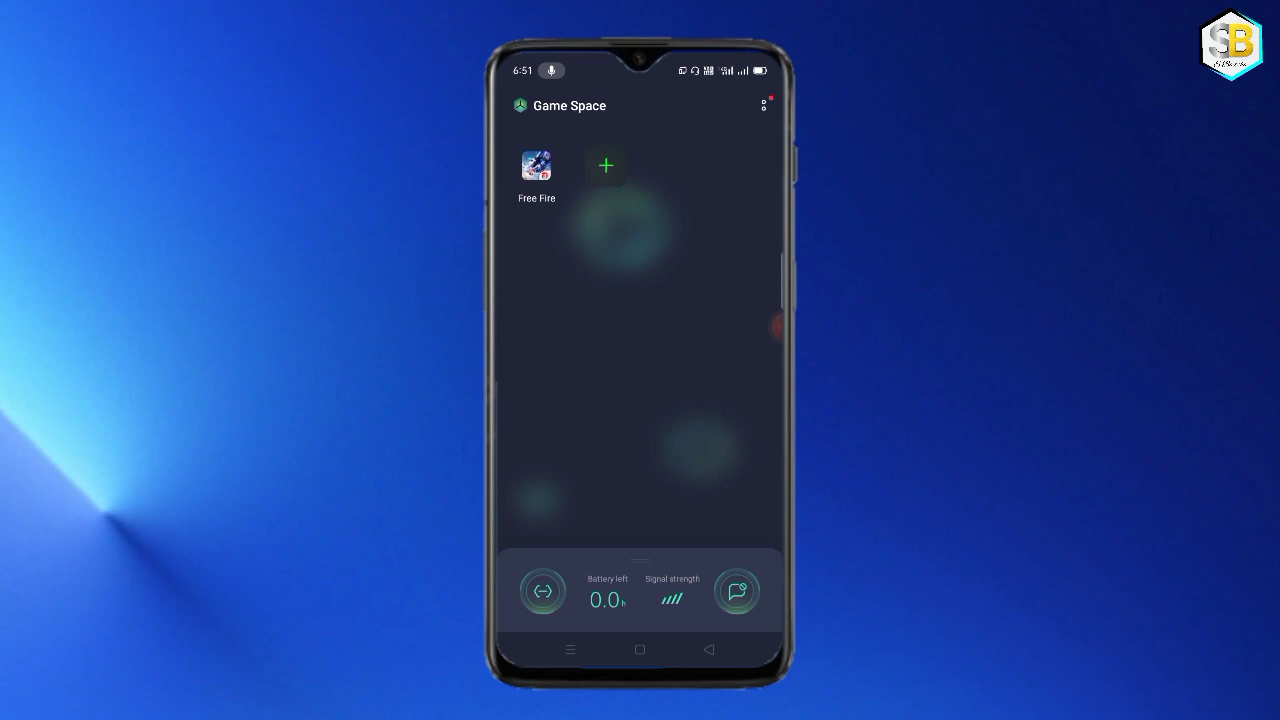 SB
6:51
Game Space
Free Fire
Battery left
Signal strength
0.0h